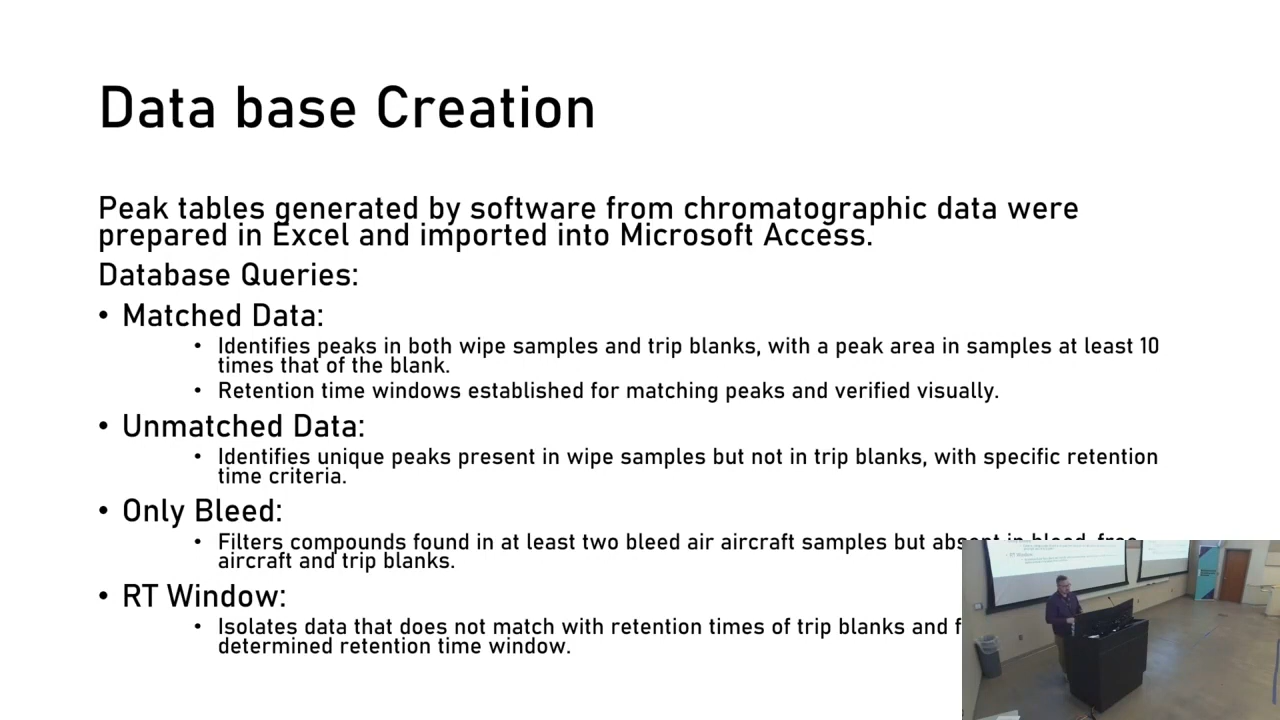 Data base Creation
Peak tables generated by software from chromatographic data were
prepared in Excel and imported into Microsoft Access.
Database Queries:
• Matched Data:
• Identifies peaks in both wipe samples and trip blanks, with a peak area in samples at least 10
times that of the blank.
• Retention time windows established for matching peaks and verified visually.
• Unmatched Data:
• Identifies unique peaks present in wipe samples but not in trip blanks, with specific retention
time criteria.
• Only Bleed:
• Filters compounds found in at least two bleed air aircraft samples but absent in bleed-free
aircraft and trip blanks.
• RT Window:
• Isolates data that does not match with retention times of trip blanks and
determined retention time window.